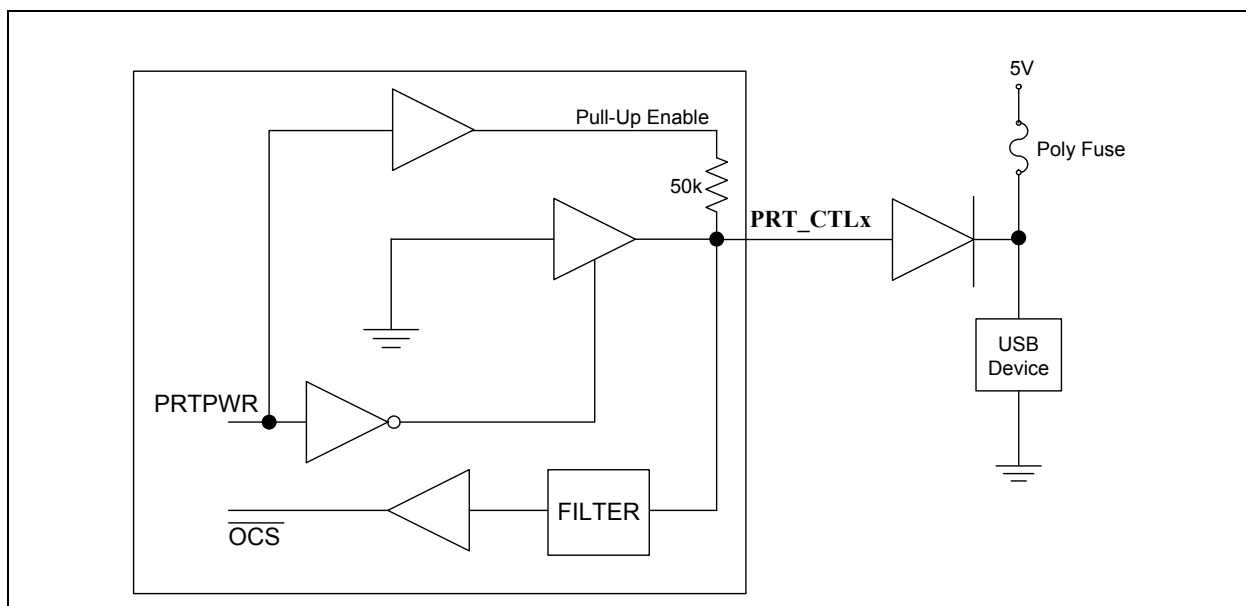 5V
Pull-Up Enable
Poly Fuse
50k
PRT_CTLx
USB
Device
PRTPWR
FILTER
OCS